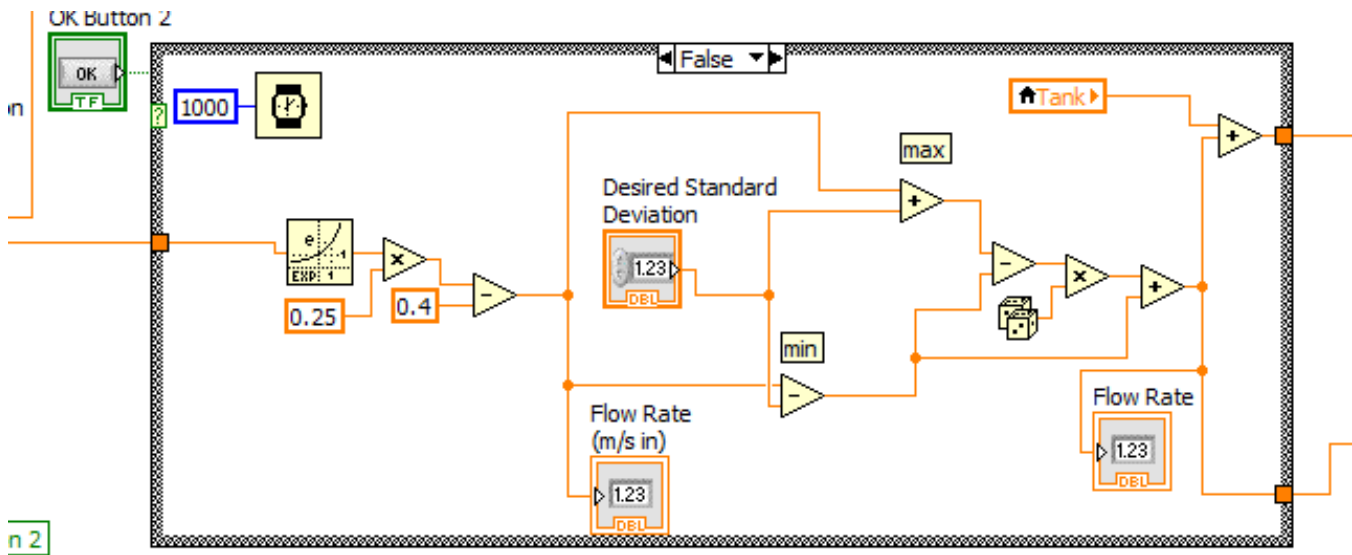 OK Button 2
OK
TF
on
?
1000
False
Tank
+
max
Desired Standard
Deviation
1.23
DBL
+
e
EXP: 1
×
0.25
0.4
-
-
×
+
min
-
Flow Rate
(m/s in)
1.23
DBL
Flow Rate
1.23
DBL
n 2